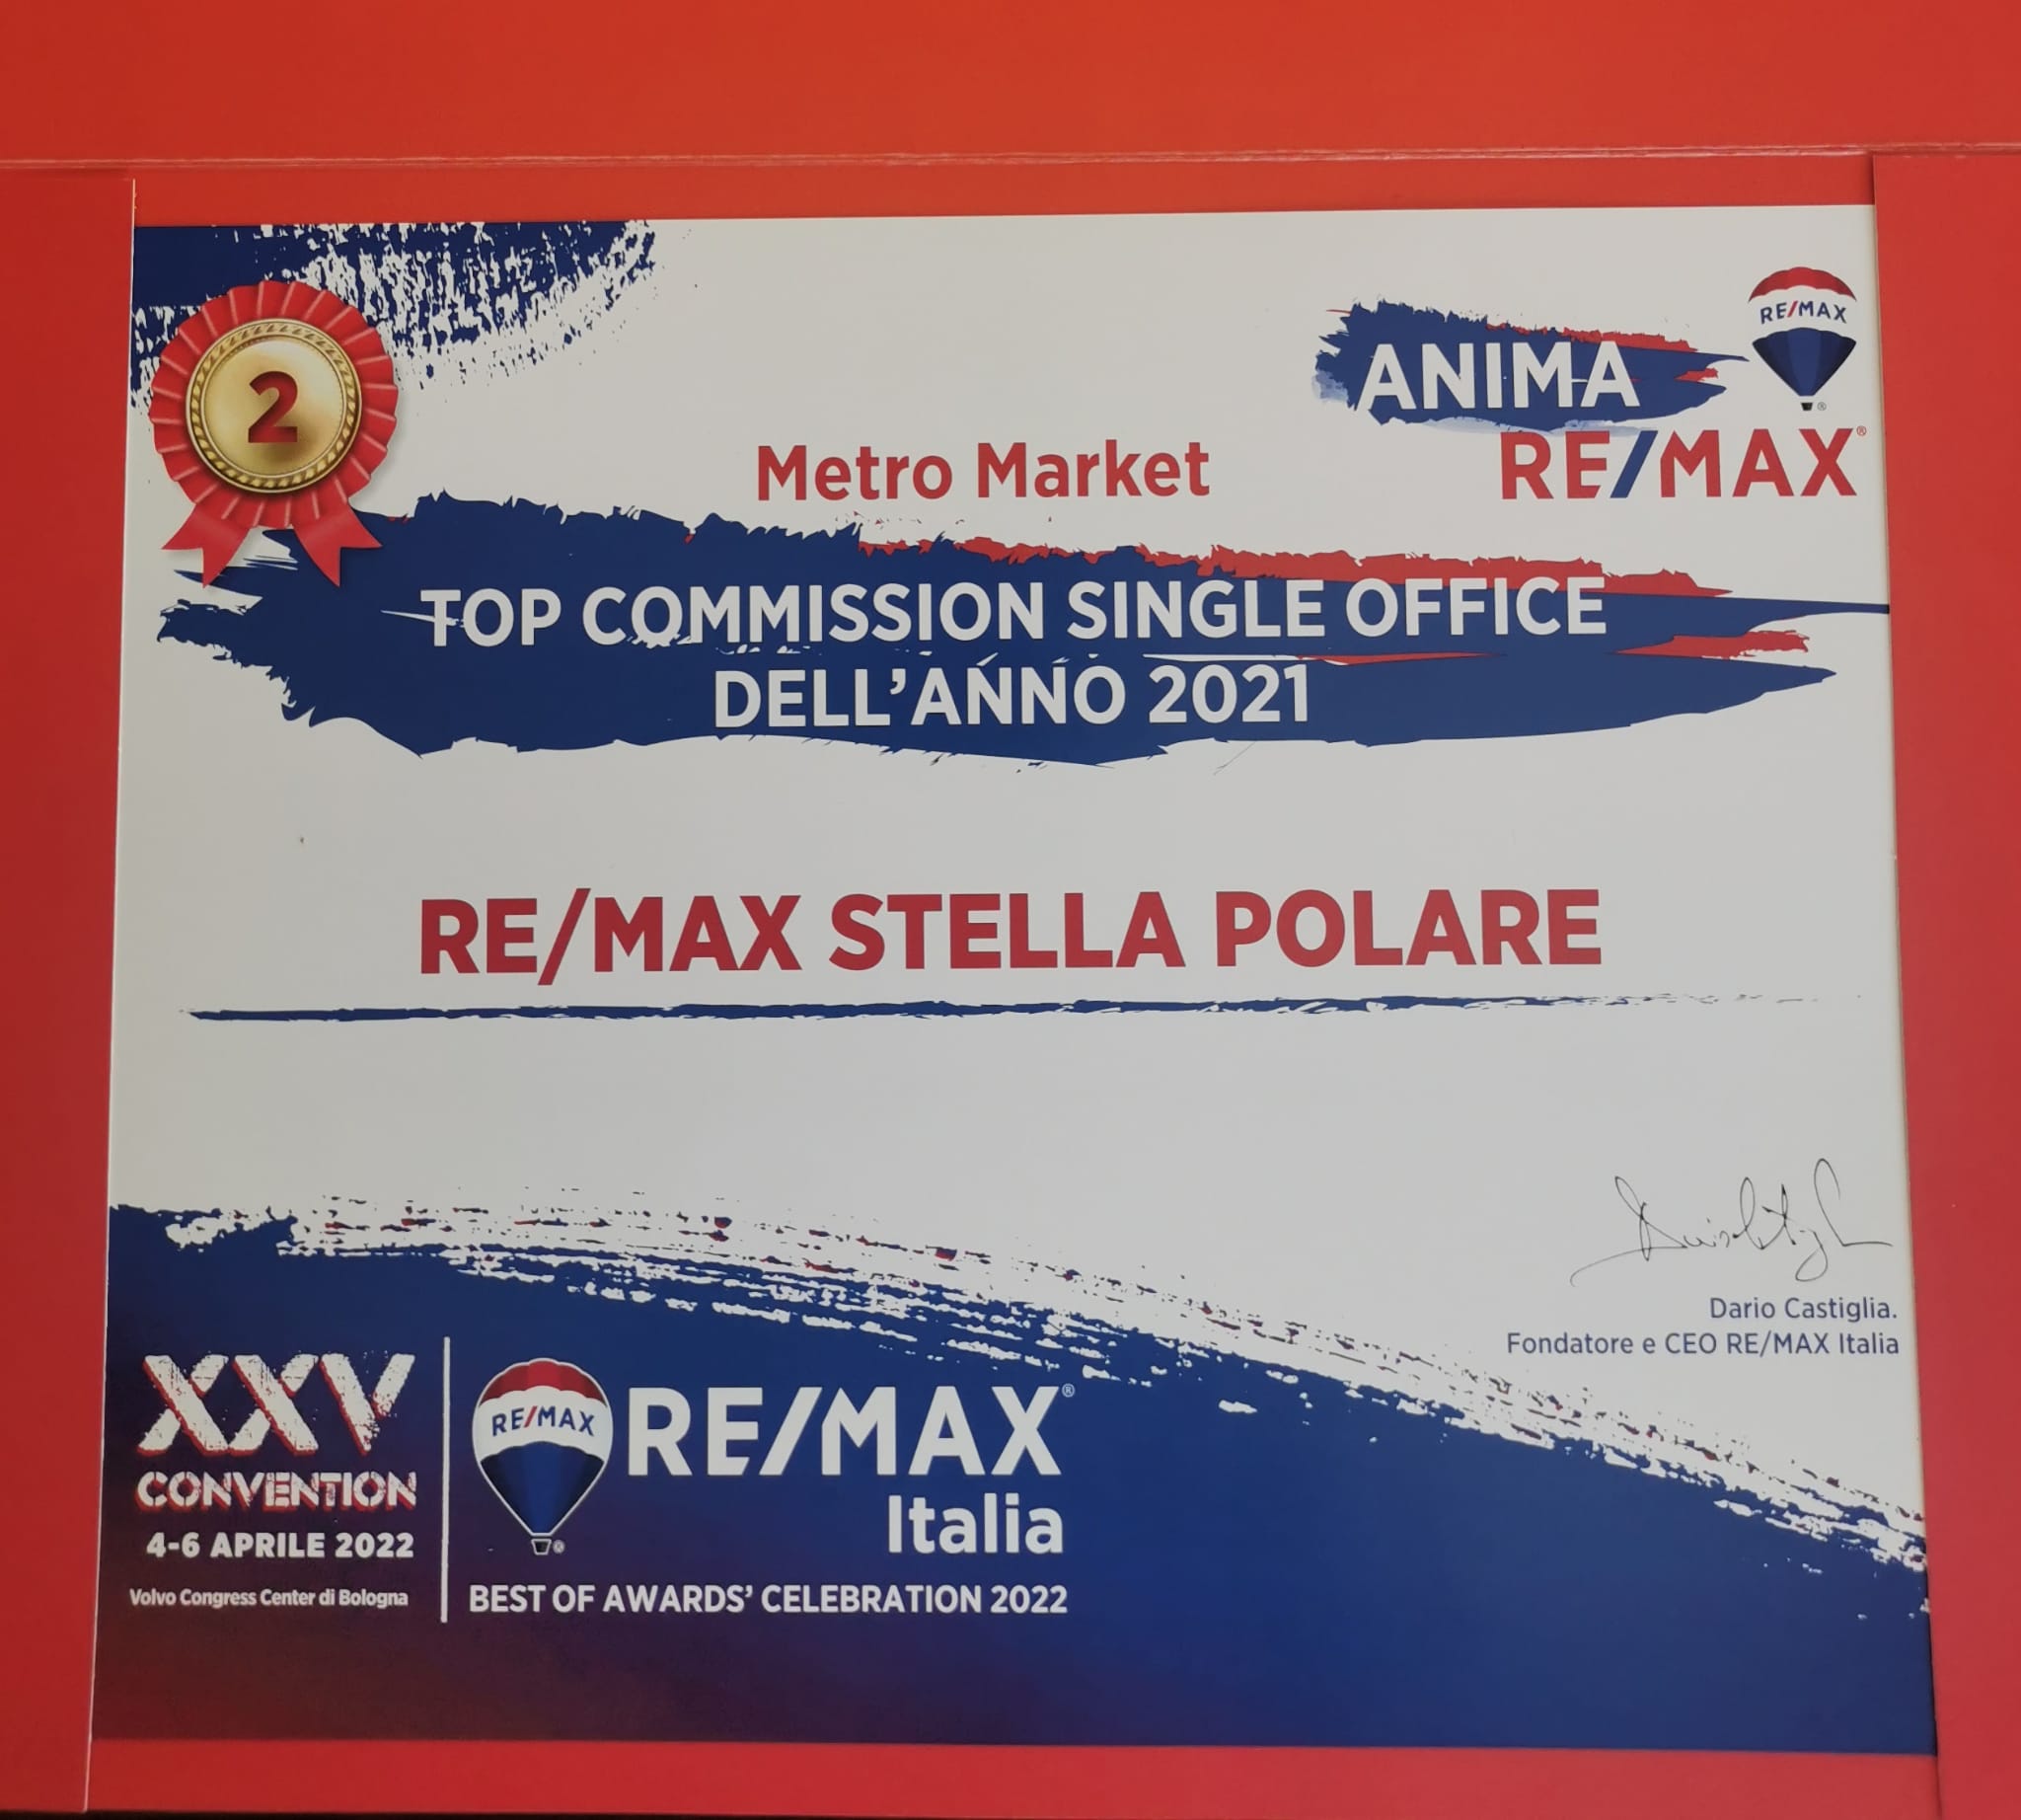 2
ANIMA
RE/MAX
RE/MAX®
Metro Market
TOP COMMISSION SINGLE OFFICE
DELL'ANNO 2021
RE/MAX STELLA POLARE
Dario Castiglia.
Fondatore e CEO RE/MAX Italia
XXV
CONVENTION
4-6 APRILE 2022
Volvo Congress Center di Bologna
RE/MAX
RE/MAX®
Italia
BEST OF AWARDS' CELEBRATION 2022